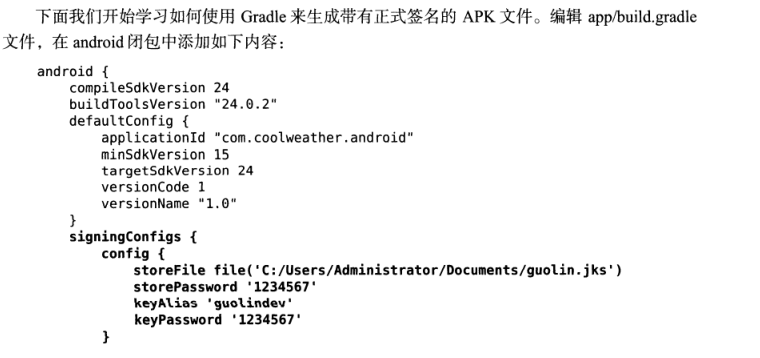 下面我们开始学习如何使用 Gradle 来生成带有正式签名的 APK 文件。编辑 app/build.gradle
文件，在 android 闭包中添加如下内容：
android {
    compileSdkVersion 24
    buildToolsVersion "24.0.2"
    defaultConfig {
        applicationId "com.coolweather.android"
        minSdkVersion 15
        targetSdkVersion 24
        versionCode 1
        versionName "1.0"
    }
    signingConfigs {
        config {
            storeFile file('C:/Users/Administrator/Documents/guolin.jks')
            storePassword '1234567'
            keyAlias 'guolindev'
            keyPassword '1234567'
        }